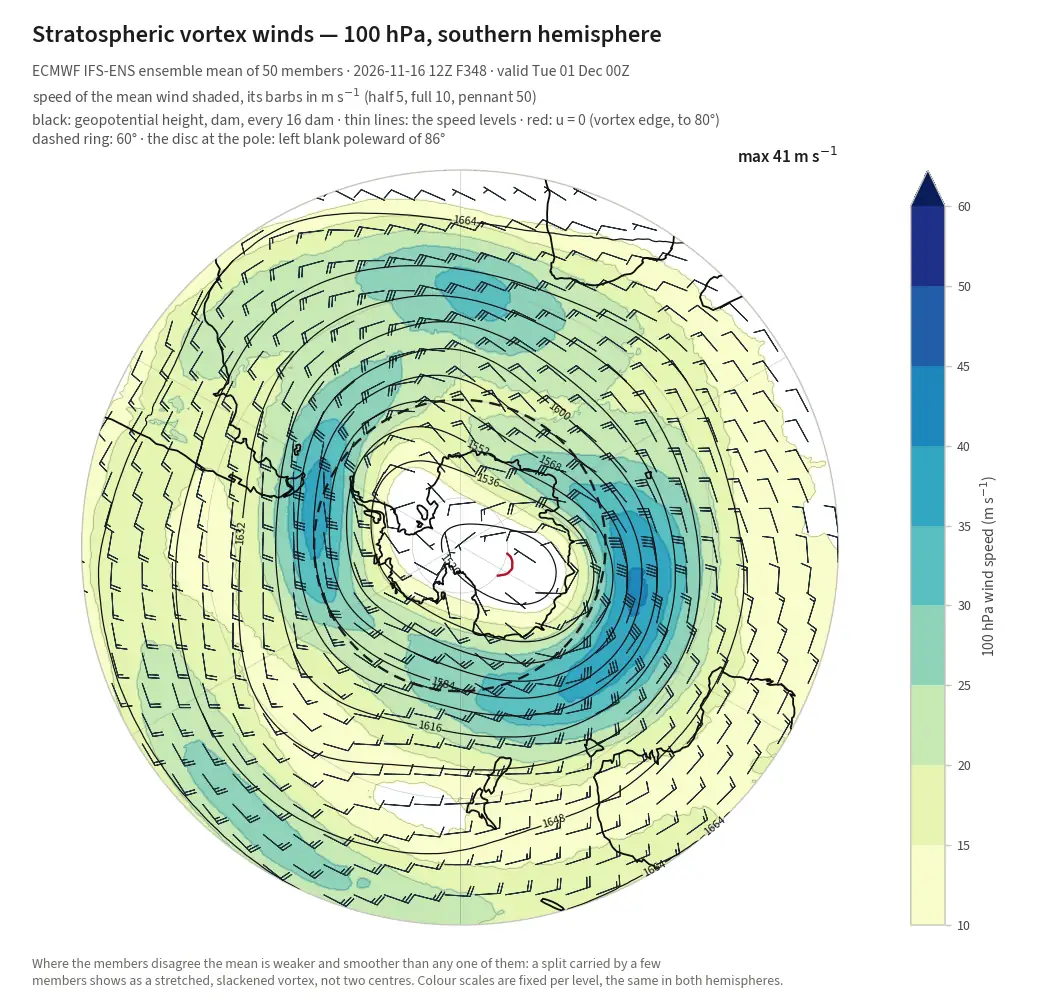 Stratospheric vortex winds — 100 hPa, southern hemisphere
ECMWF IFS-ENS ensemble mean of 50 members · 2026-11-16 12Z F348 · valid Tue 01 Dec 00Z
speed of the mean wind shaded, its barbs in m s⁻¹ (half 5, full 10, pennant 50)
black: geopotential height, dam, every 16 dam · thin lines: the speed levels · red: u = 0 (vortex edge, to 80°)
dashed ring: 60° · the disc at the pole: left blank poleward of 86°
max 41 m s⁻¹
1664
1600
1552
1568
1536
1632
1584
1616
1648
1664
1664
60
50
45
40
35
30
25
20
15
10
100 hPa wind speed (m s⁻¹)
Where the members disagree the mean is weaker and smoother than any one of them: a split carried by a few
members shows as a stretched, slackened vortex, not two centres. Colour scales are fixed per level, the same in both hemispheres.